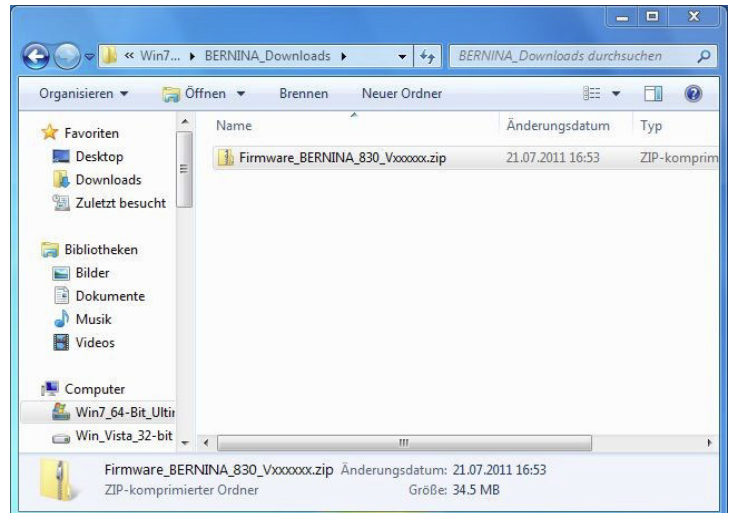 « Win7... BERNINA_Downloads BERNINA_Downloads durchsuchen
Organisieren Öffnen Brennen Neuer Ordner
Name Änderungsdatum Typ
Favoriten
Desktop
Downloads
Zuletzt besucht
Firmware_BERNINA_830_Vxxxxxx.zip 21.07.2011 16:53 ZIP-komprim
Bibliotheken
Bilder
Dokumente
Musik
Videos
Computer
Win7_64-Bit_Ultir
Win_Vista_32-bit
Firmware_BERNINA_830_Vxxxxxx.zip Änderungsdatum: 21.07.2011 16:53
ZIP-komprimierter Ordner Größe: 34.5 MB